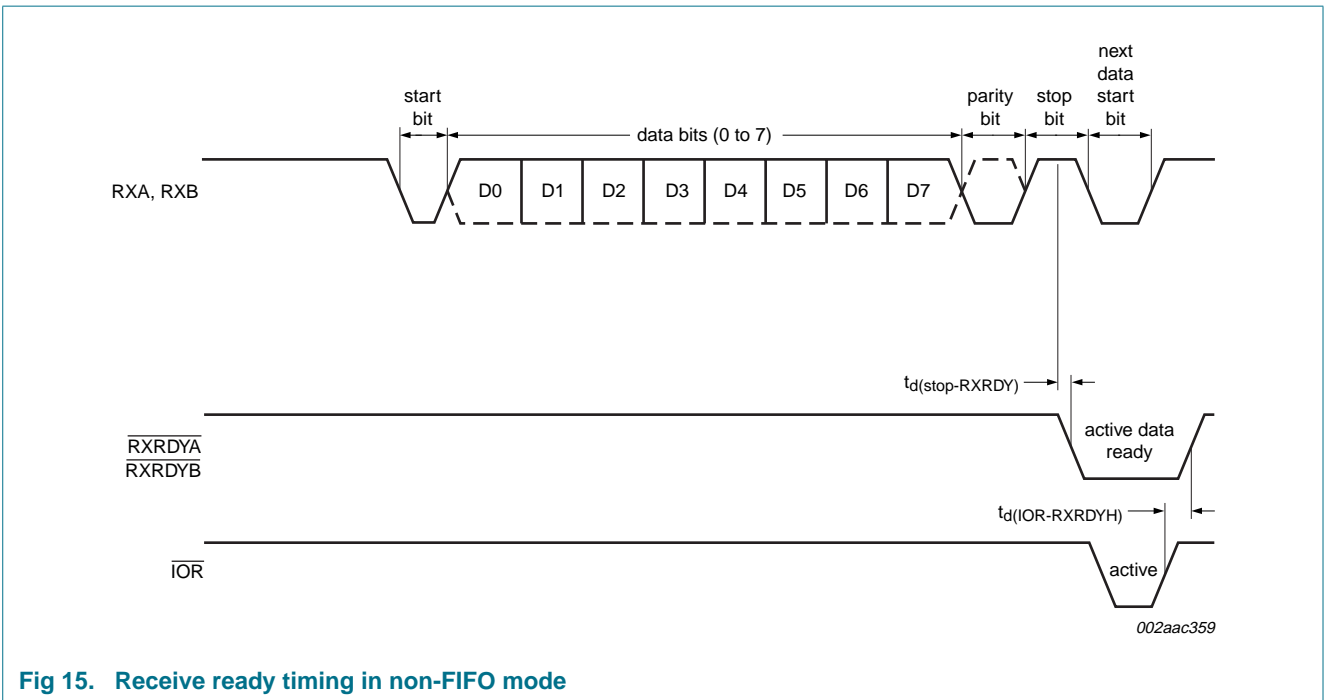 next
data
start
bit
start
bit
parity
bit
stop
bit
data bits (0 to 7)
RXA, RXB
D0 D1 D2 D3 D4 D5 D6 D7
td(stop-RXRDY)
RXRDYA
RXRDYB
active data
ready
td(IOR-RXRDYH)
IOR
active
002aac359
Fig 15. Receive ready timing in non-FIFO mode